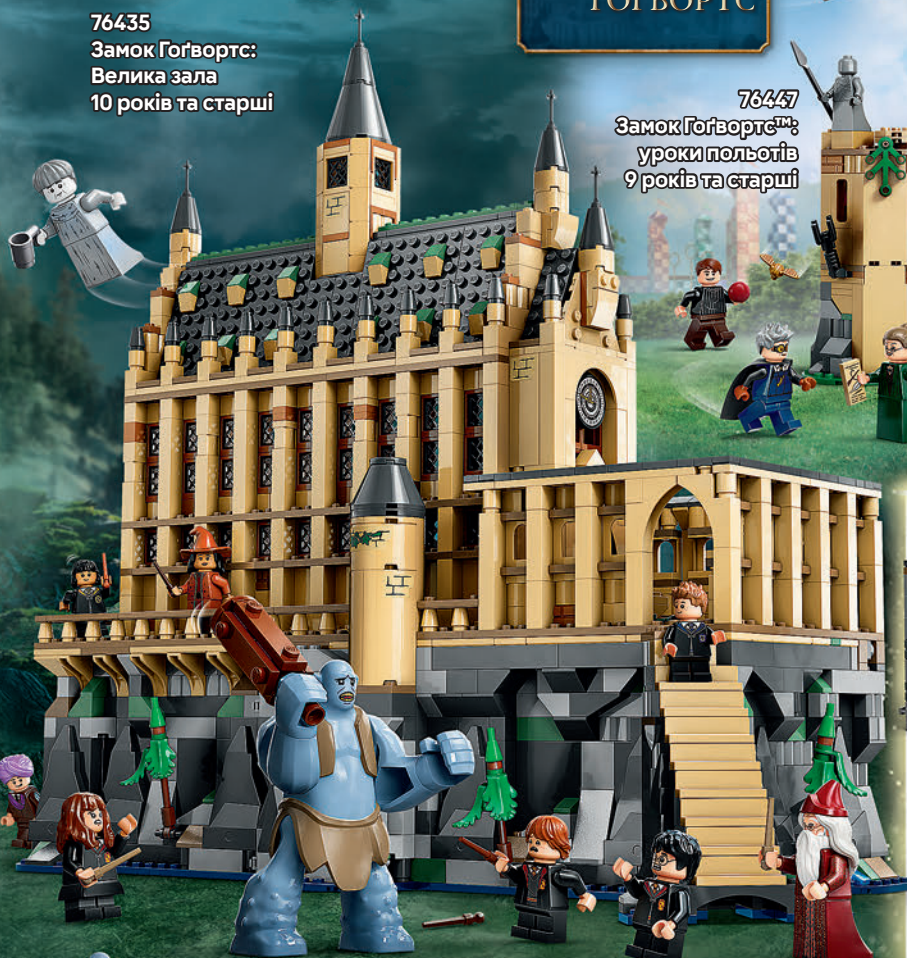 ГОҐВОРТС
76435
Замок Гоґвортс:
Велика зала
10 років та старші
76447
Замок Гоґвортс™:
уроки польотів
9 років та старші